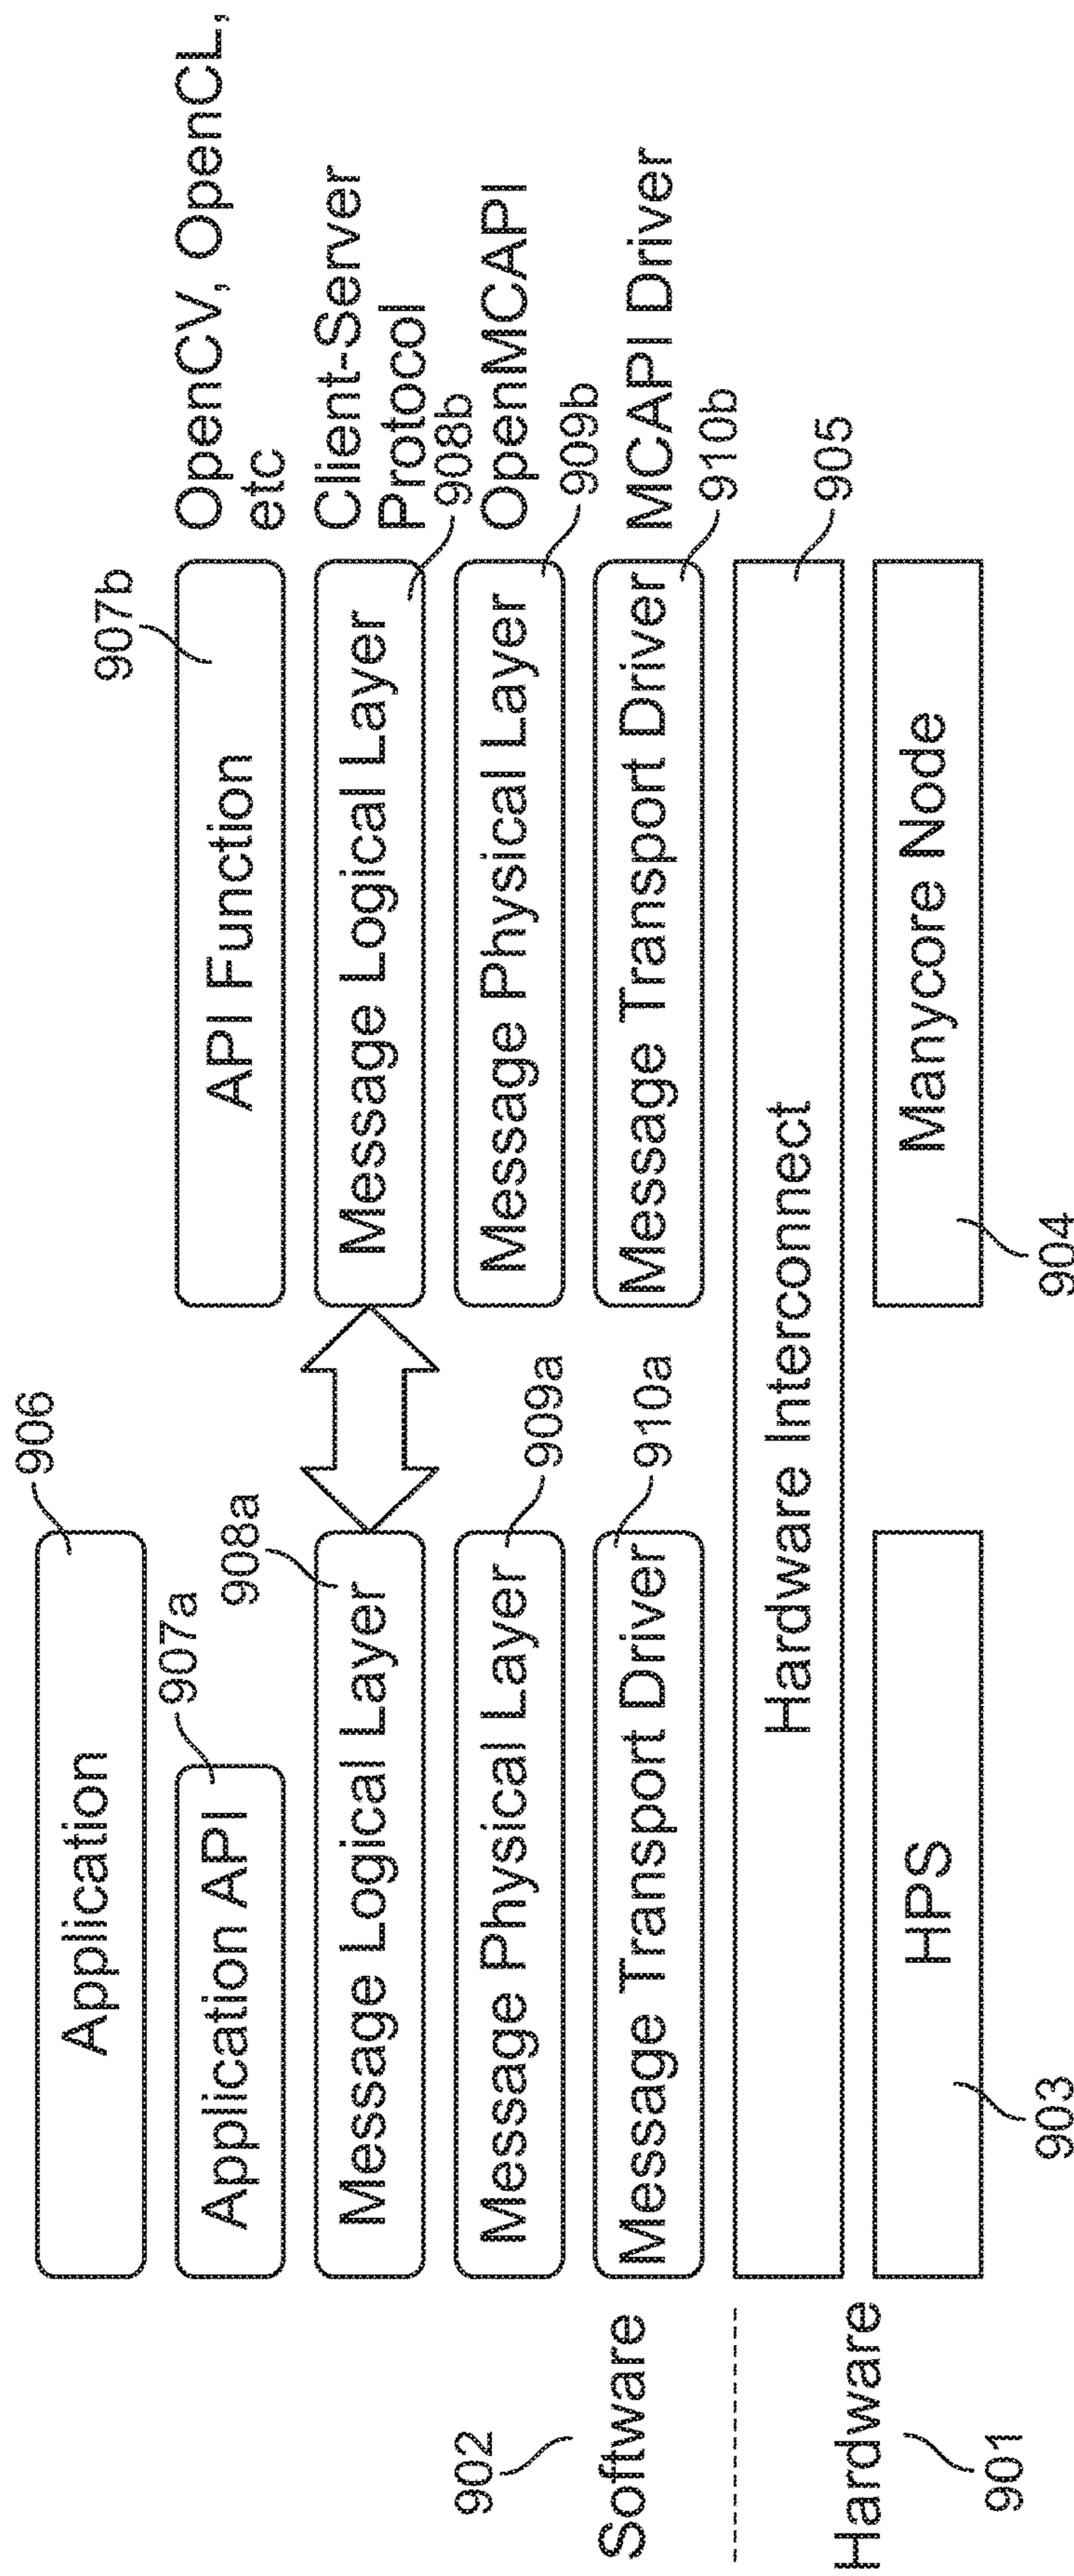 906
Application
907a
907b
Application API
API Function
OpenCV, OpenCL,
etc
908a
Message Logical Layer
Message Logical Layer
Client-Server
Protocol
908b
909a
Message Physical Layer
Message Physical Layer
OpenMCAPI
909b
902
Software
910a
Message Transport Driver
Message Transport Driver
MCAPI Driver
910b
Hardware Interconnect
905
Hardware
901
HPS
903
Manycore Node
904